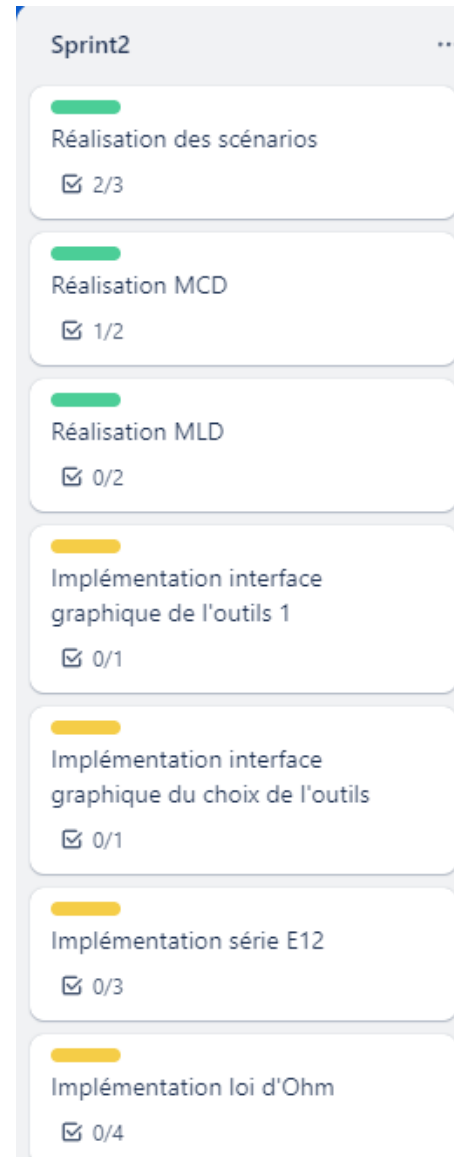 Sprint2
Réalisation des scénarios
2/3
Réalisation MCD
1/2
Réalisation MLD
0/2
Implémentation interface
graphique de l'outils 1
0/1
Implémentation interface
graphique du choix de l'outils
0/1
Implémentation série E12
0/3
Implémentation loi d'Ohm
0/4